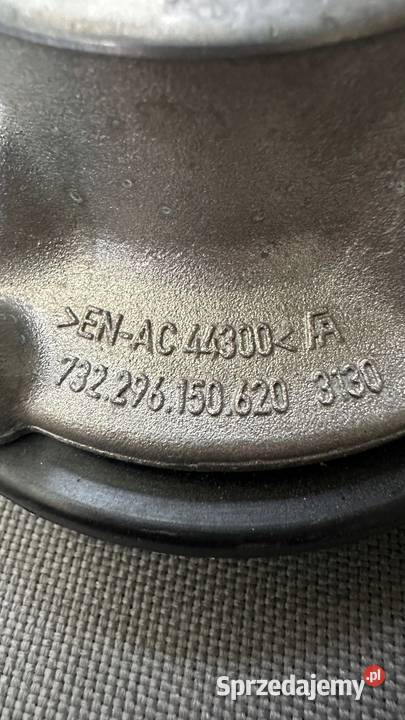 >EN-AC 44300<
732.296.150.620 3130
Sprzedajemy.pl